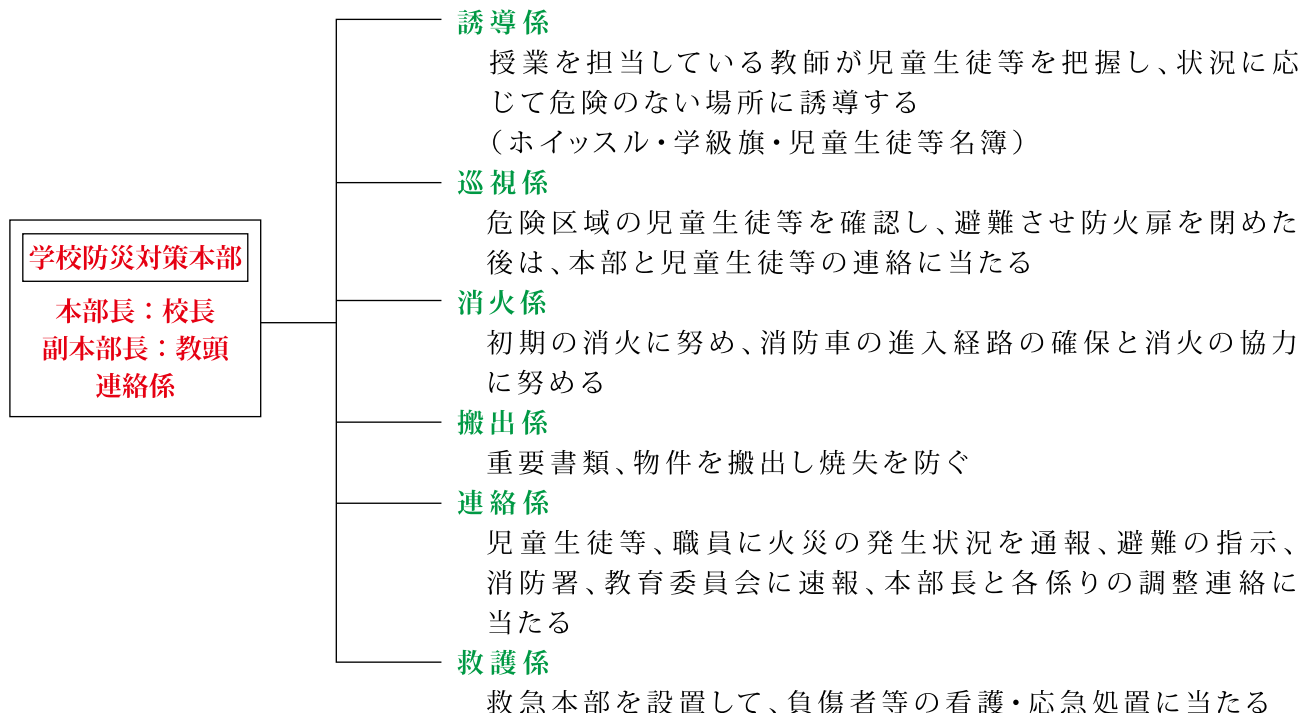 学校防災対策本部
本部長：校長
副本部長：教頭
連絡係
誘導係
授業を担当している教師が児童生徒等を把握し、状況に応
じて危険のない場所に誘導する
（ホイッスル・学級旗・児童生徒等名簿）
巡視係
危険区域の児童生徒等を確認し、避難させ防火扉を閉めた
後は、本部と児童生徒等の連絡に当たる
消火係
初期の消火に努め、消防車の進入経路の確保と消火の協力
に努める
搬出係
重要書類、物件を搬出し焼失を防ぐ
連絡係
児童生徒等、職員に火災の発生状況を通報、避難の指示、
消防署、教育委員会に速報、本部長と各係りの調整連絡に
当たる
救護係
救急本部を設置して、負傷者等の看護・応急処置に当たる